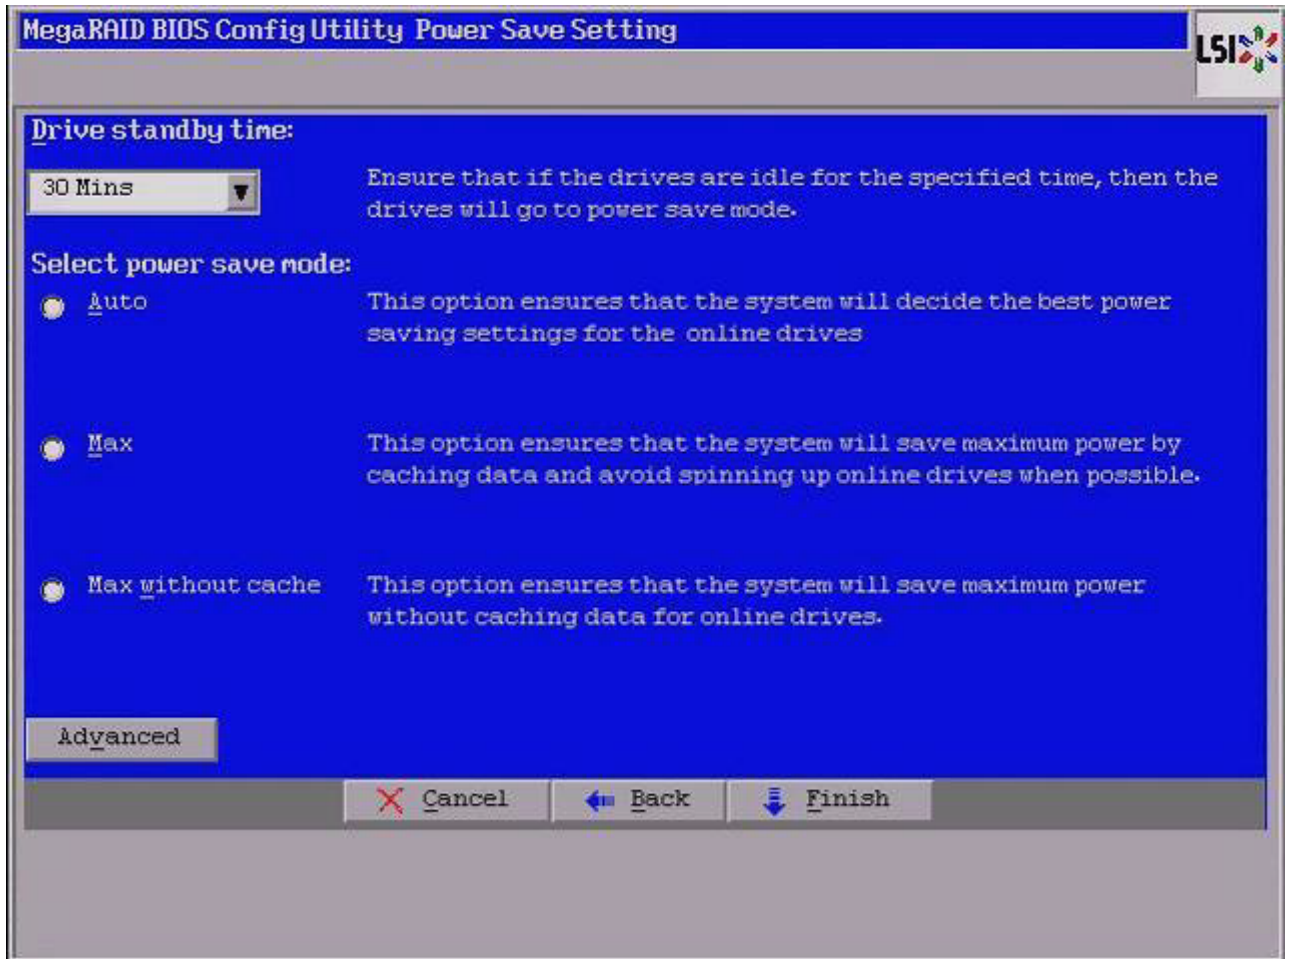 MegaRAID BIOS Config Utility Power Save Setting
LSI
Drive standby time:
30 Mins
Ensure that if the drives are idle for the specified time, then the
drives will go to power save mode.
Select power save mode:
Auto
This option ensures that the system will decide the best power
saving settings for the online drives
Max
This option ensures that the system will save maximum power by
caching data and avoid spinning up online drives when possible.
Max without cache
This option ensures that the system will save maximum power
without caching data for online drives.
Advanced
Cancel
Back
Finish